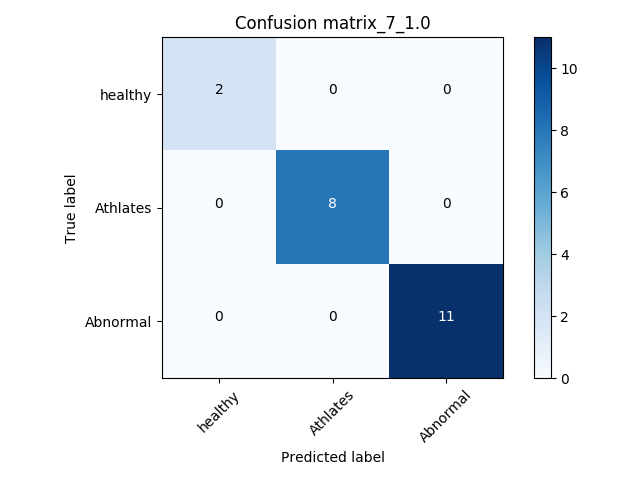 Confusion matrix_7_1.0
True label
healthy
2
0
0
Athlates
0
8
0
Abnormal
0
0
11
healthy
Athlates
Abnormal
Predicted label
10
8
6
4
2
0